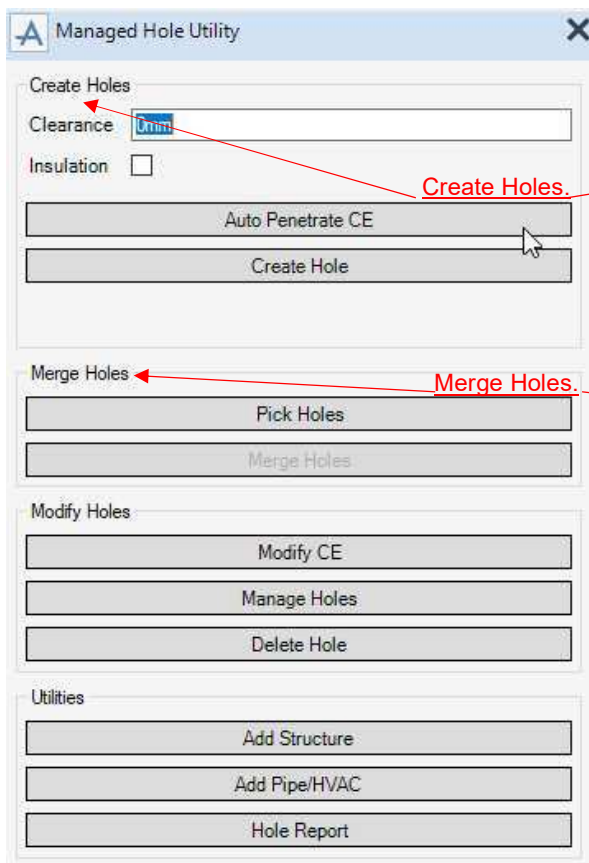 Managed Hole Utility
Create Holes
Clearance 0mm
Insulation
Create Holes.
Auto Penetrate CE
Create Hole
Merge Holes
Merge Holes.
Pick Holes
Merge Holes
Modify Holes
Modify CE
Manage Holes
Delete Hole
Utilities
Add Structure
Add Pipe/HVAC
Hole Report